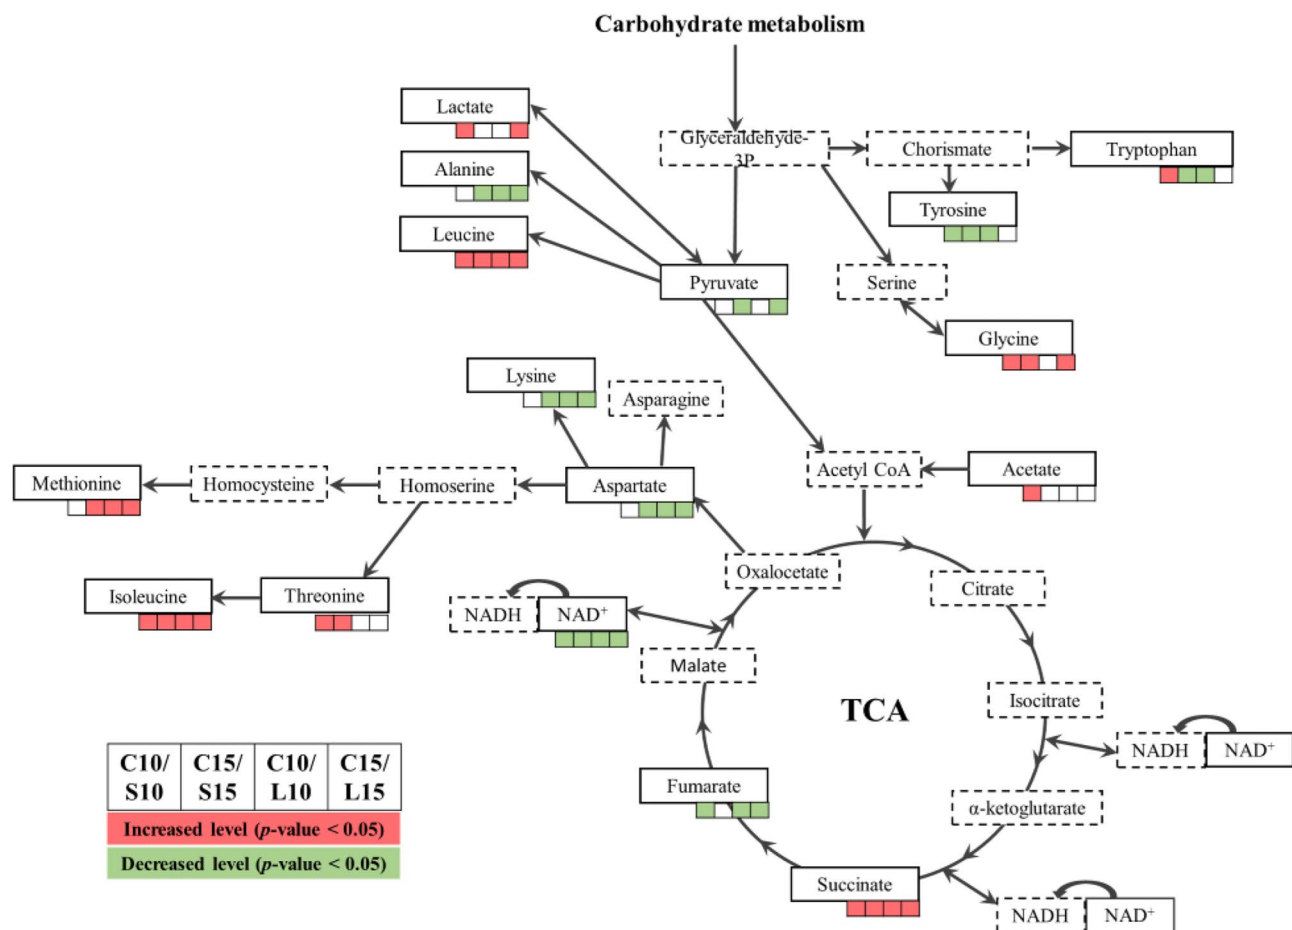 Carbohydrate metabolism
Lactate
Glyceraldehyde-
3P
Chorismate
Tryptophan
Alanine
Tyrosine
Leucine
Pyruvate
Serine
Glycine
Lysine
Asparagine
Acetyl CoA
Acetate
Methionine
Homocysteine
Homoserine
Aspartate
Oxalocetate
Citrate
Isoleucine
Threonine
NADH
NAD⁺
Malate
Isocitrate
TCA
NADH
NAD⁺
C10/
S10
C15/
S15
C10/
L10
C15/
L15
Fumarate
α-ketoglutarate
Increased level (p-value < 0.05)
Decreased level (p-value < 0.05)
Succinate
NADH
NAD⁺